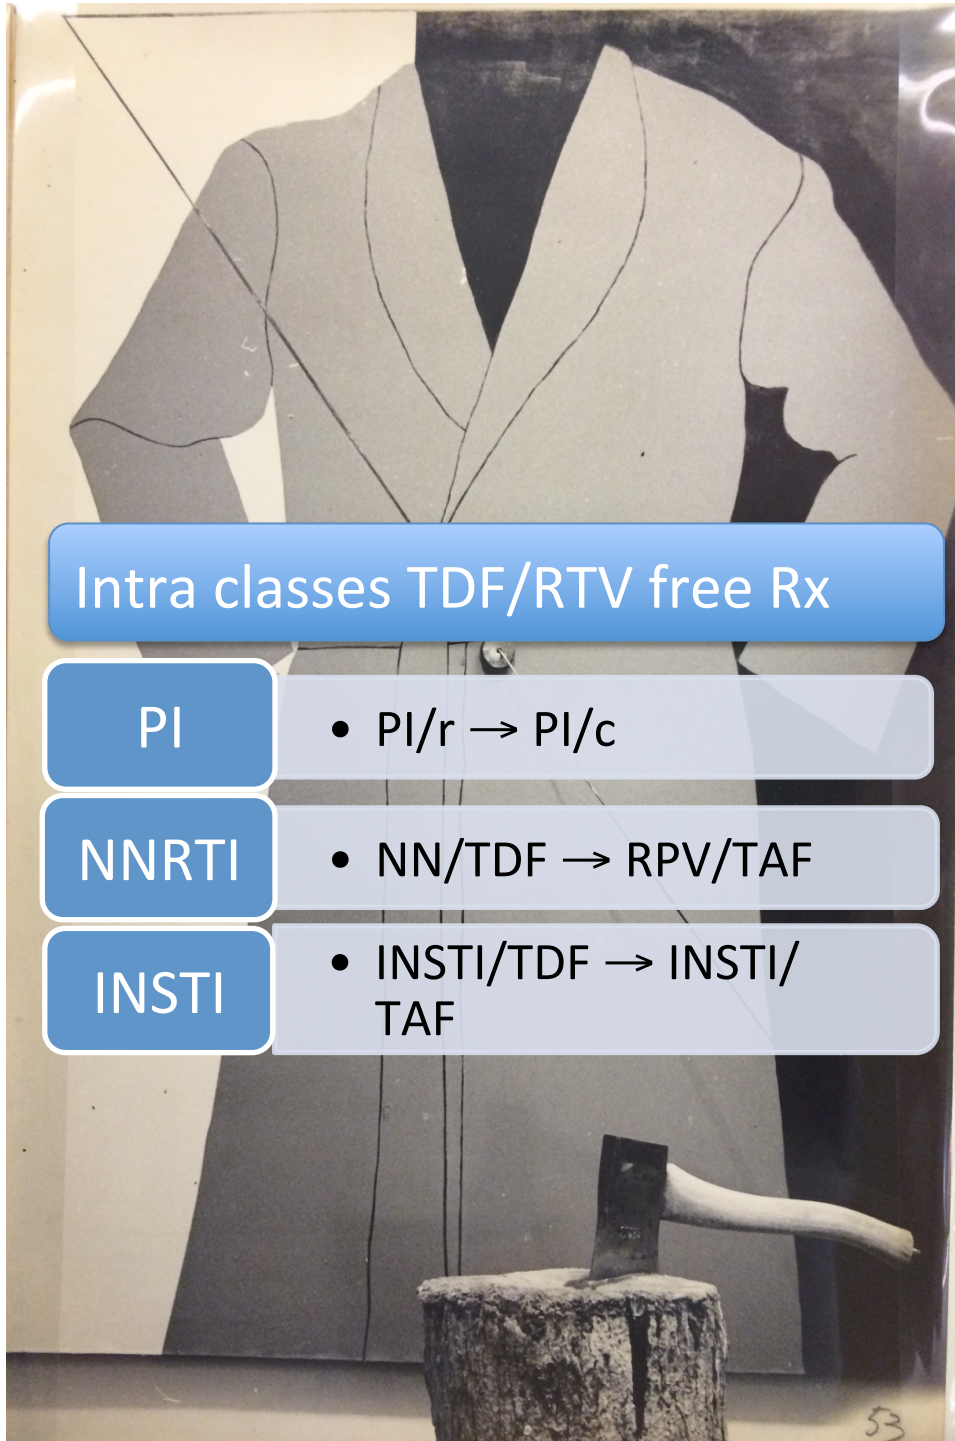 Intra classes TDF/RTV free Rx
PI
• PI/r → PI/c
NNRTI
• NN/TDF → RPV/TAF
INSTI
• INSTI/TDF → INSTI/
TAF
53